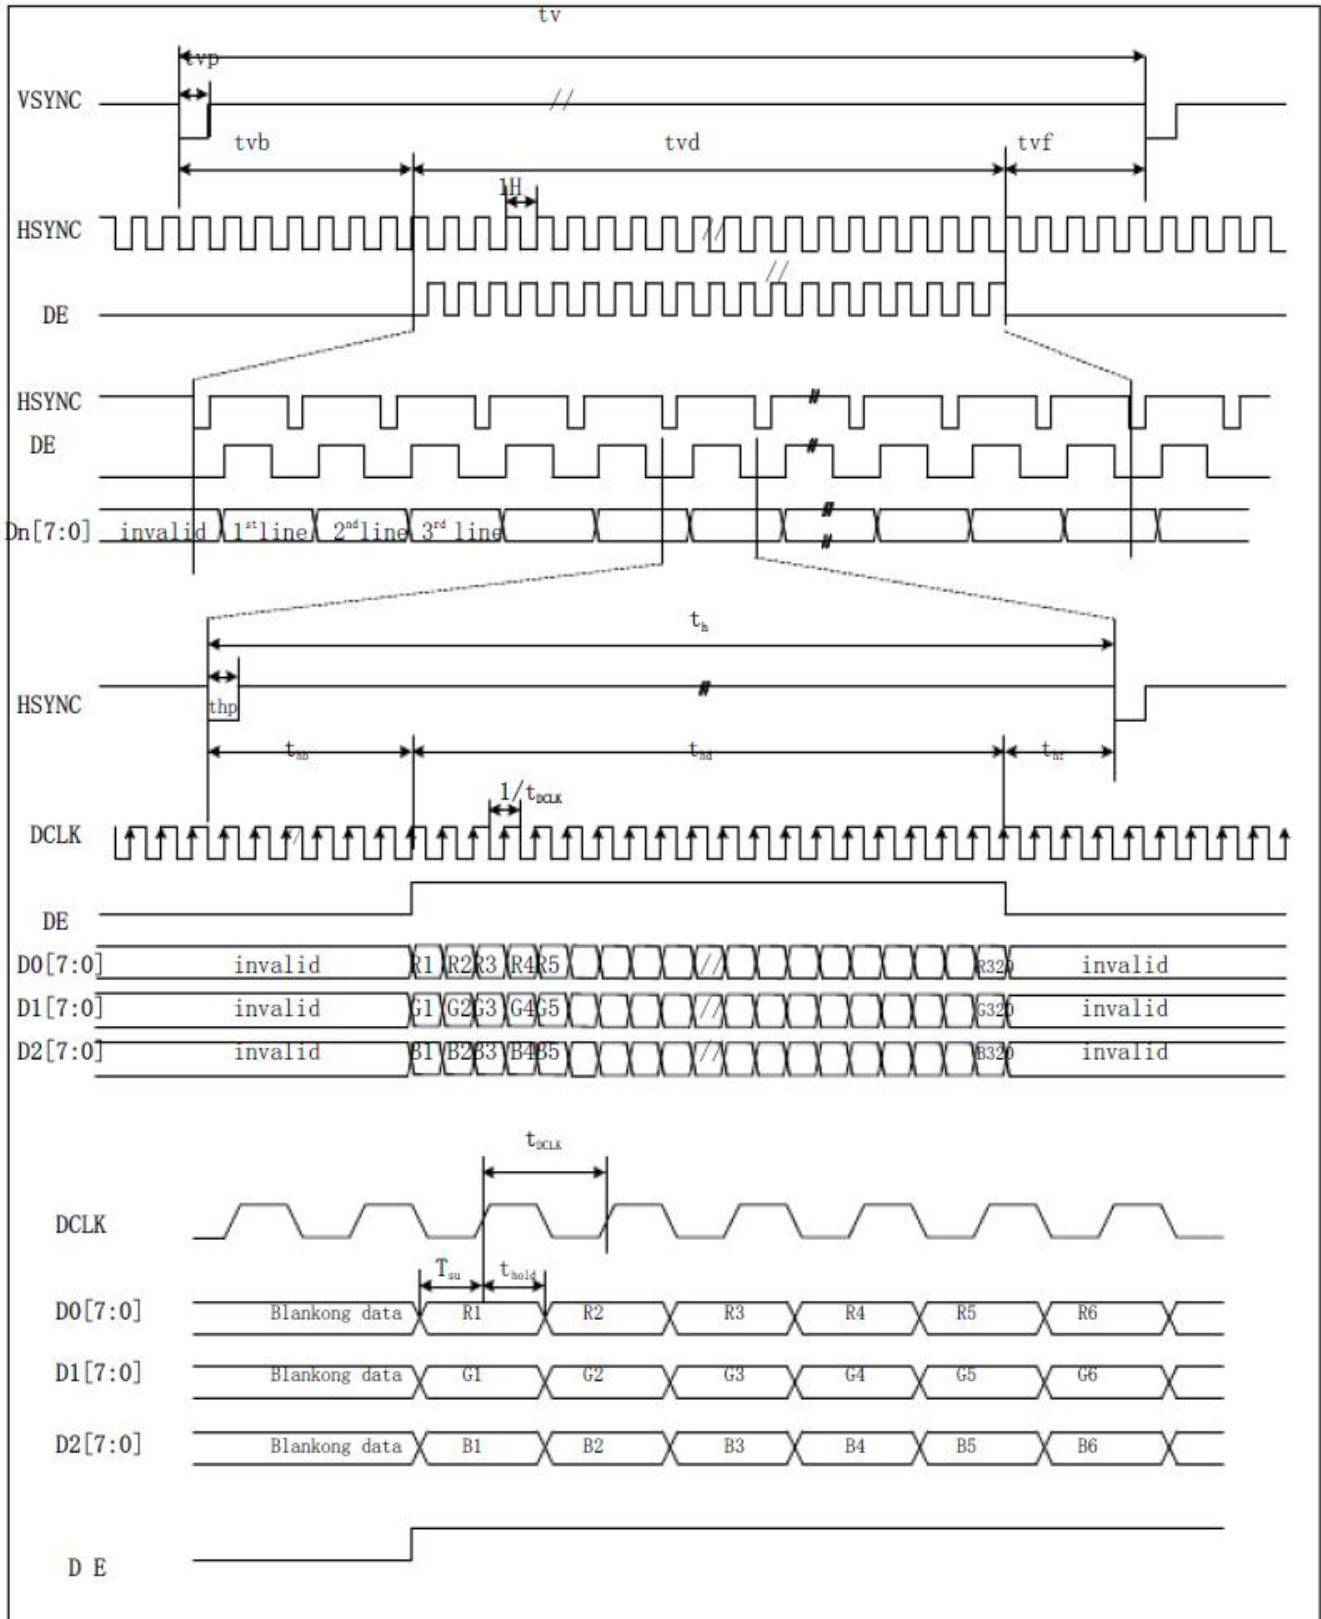 tv
tvp
VSYNC
tvb tvd tvf
1H
HSYNC
DE
HSYNC
DE
Dn[7:0] invalid 1st line 2nd line 3rd line
th
HSYNC
thp
thb thd thf
1/tDCLK
DCLK
DE
D0[7:0] invalid R1 R2 R3 R4 R5 R320 invalid
D1[7:0] invalid G1 G2 G3 G4 G5 G320 invalid
D2[7:0] invalid B1 B2 B3 B4 B5 B320 invalid
tDCLK
DCLK
Tsu thold
D0[7:0] Blankong data R1 R2 R3 R4 R5 R6
D1[7:0] Blankong data G1 G2 G3 G4 G5 G6
D2[7:0] Blankong data B1 B2 B3 B4 B5 B6
D E